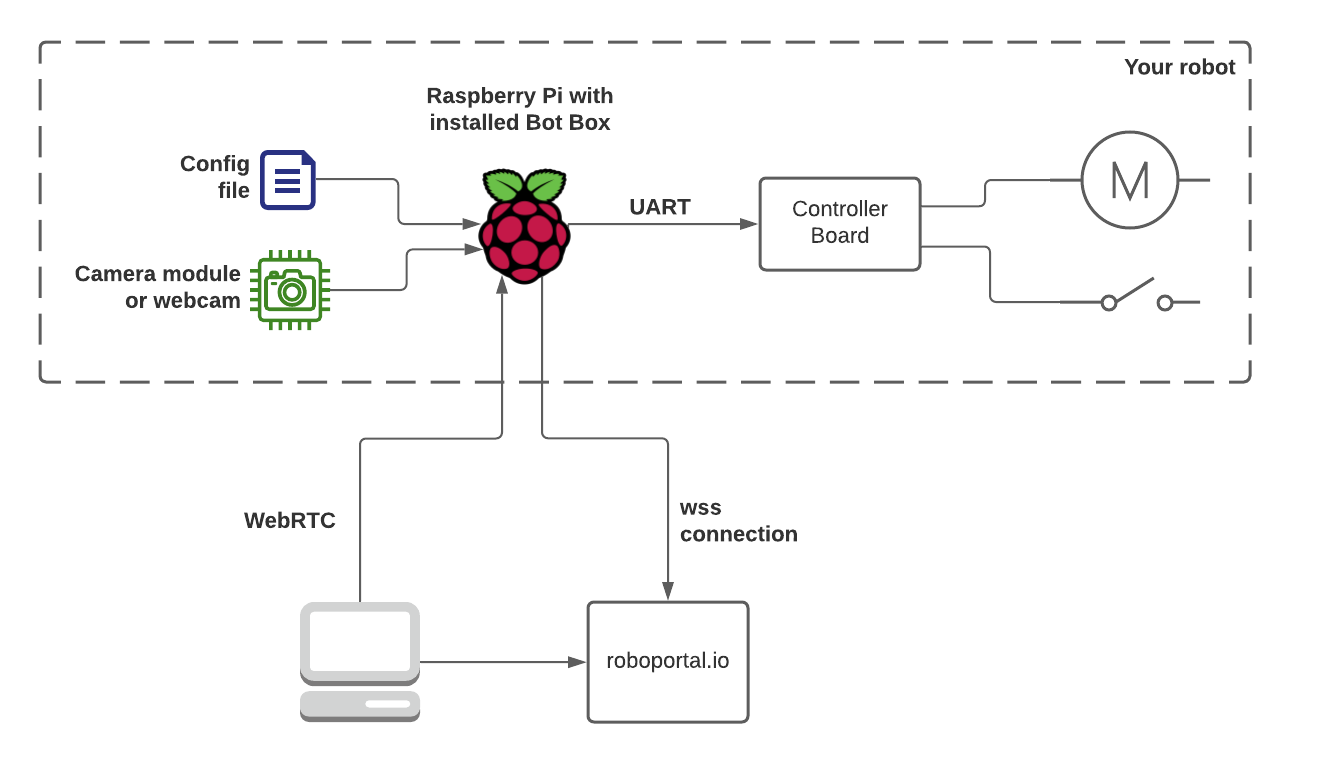 Your robot
Raspberry Pi with
installed Bot Box
Config
file
UART
Controller
Board
M
Camera module
or webcam
WebRTC
wss
connection
roboportal.io